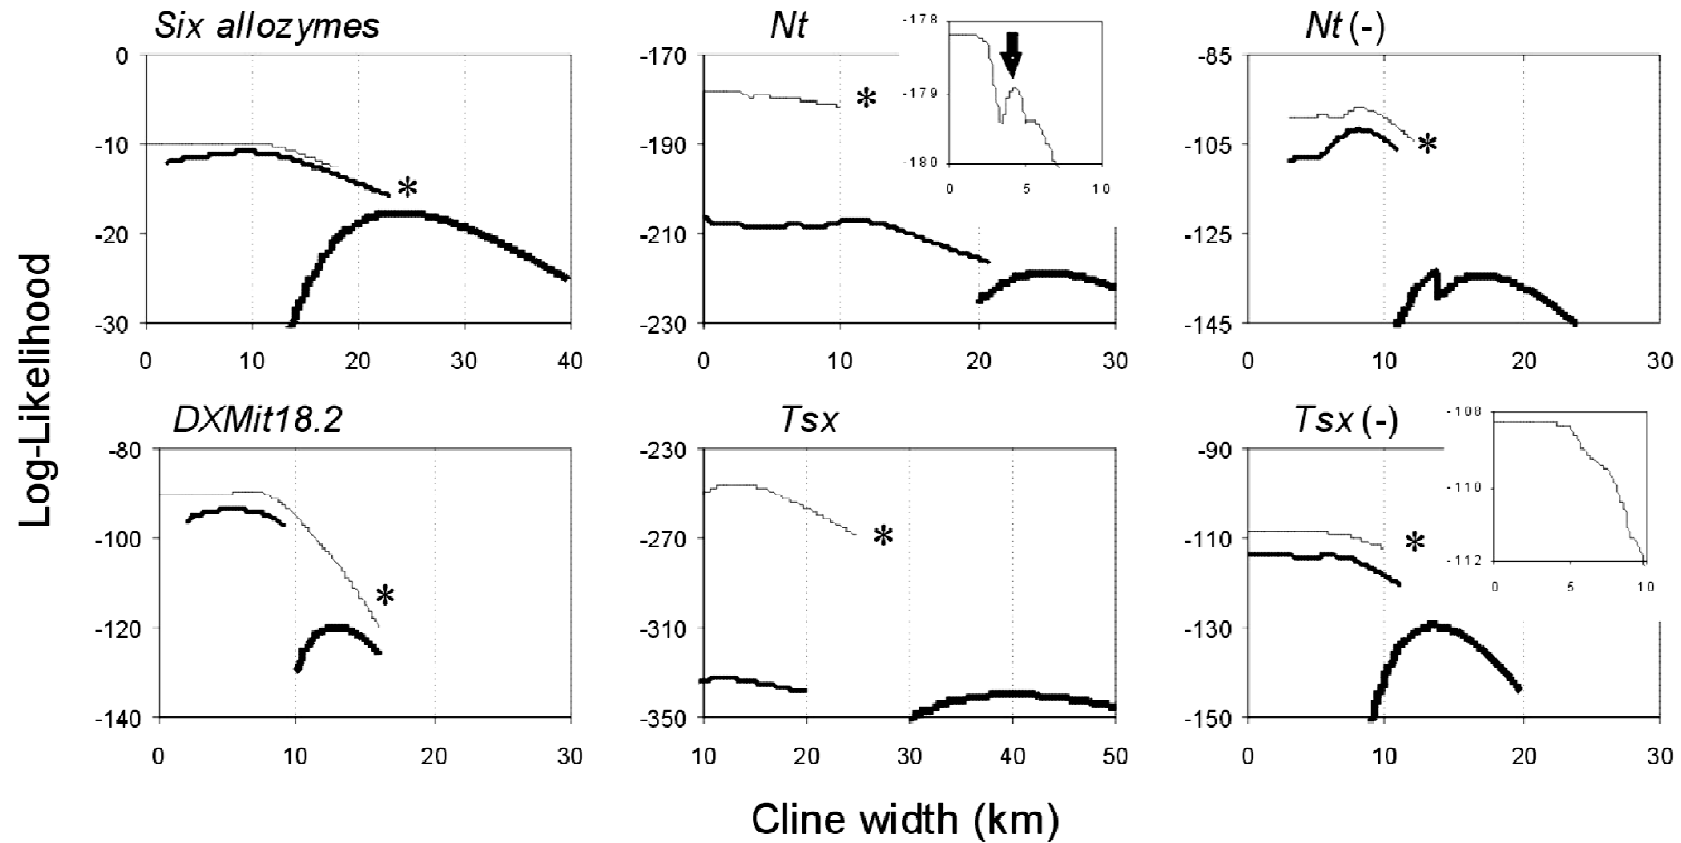 Six allozymes
0
-10
-20
-30
0 10 20 30 40
*
Nt
-170
-190
-210
-230
0 10 20 30
*
-178
-179
-180
0 5 10
Nt (-)
-85
-105
-125
-145
0 10 20 30
*
DXMit18.2
-80
-100
-120
-140
0 10 20 30
*
Tsx
-230
-270
-310
-350
10 20 30 40 50
*
Tsx (-)
-90
-110
-130
-150
0 10 20 30
*
-108
-110
-112
0 5 10
Log-Likelihood
Cline width (km)